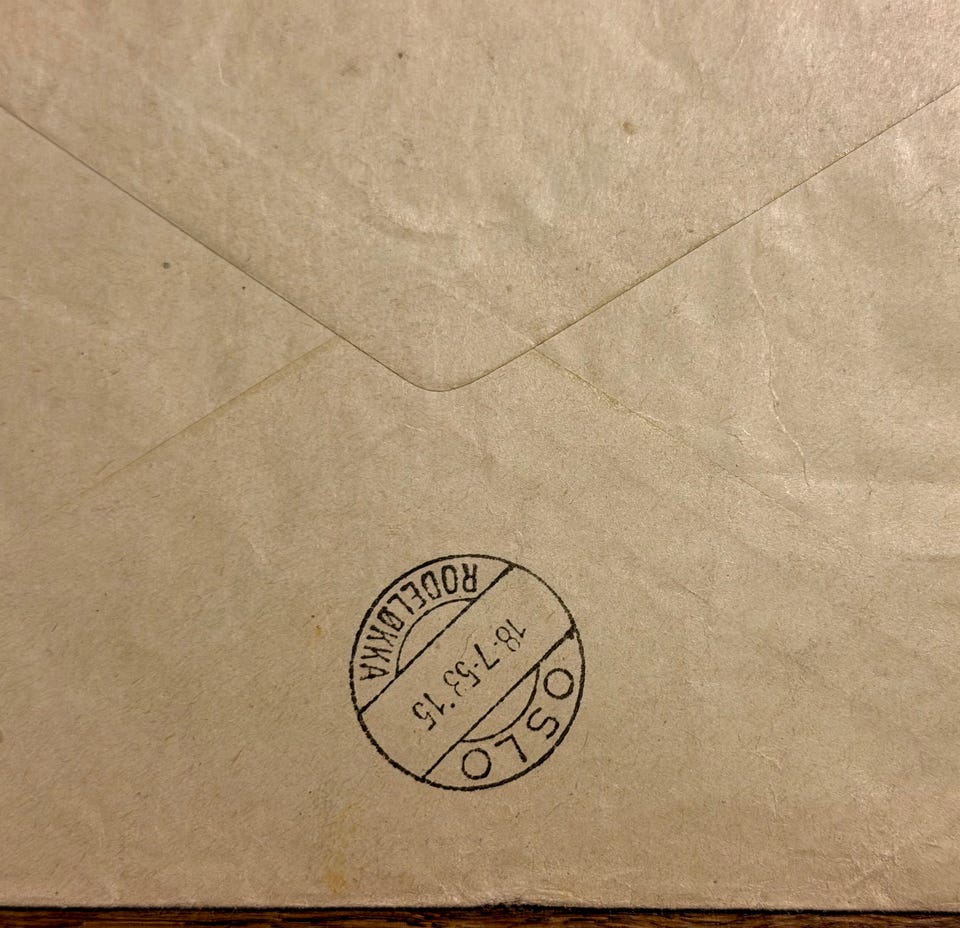 OSLO
18-7-53 * 15
RODELØKKA